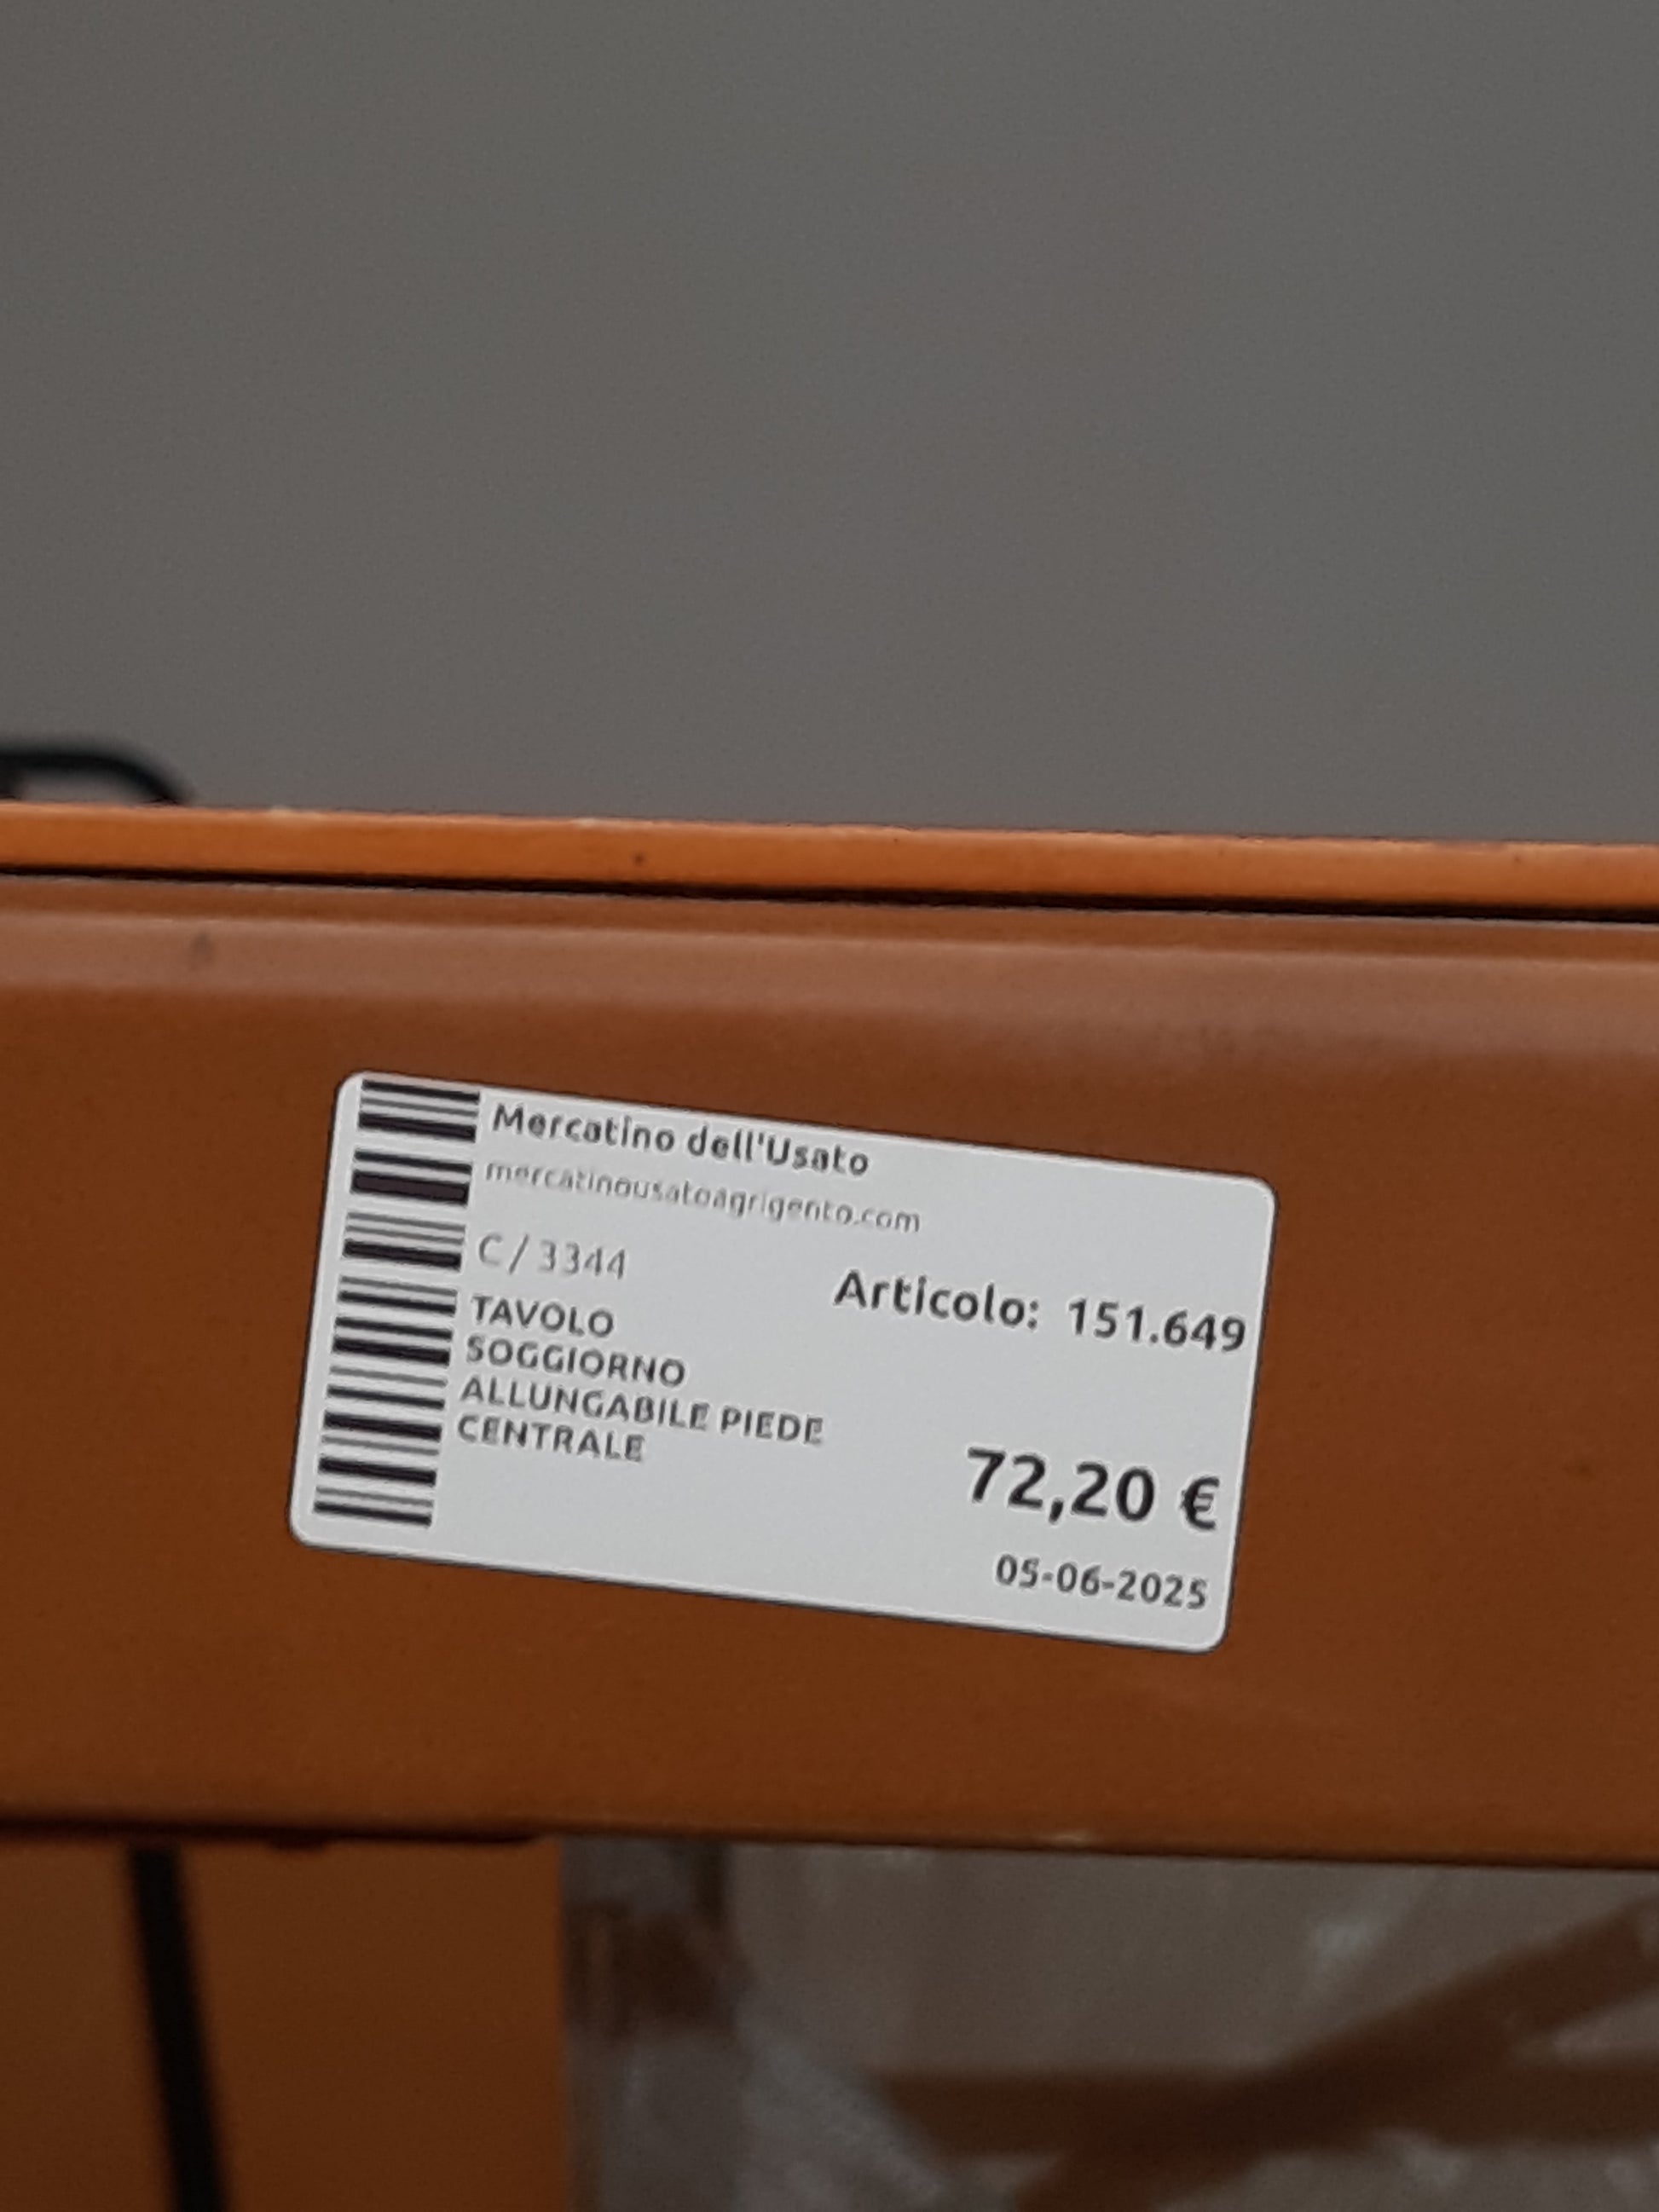 Mercatino dell'Usato
mercatinousatoagrigento.com
C / 3344
Articolo: 151.649
TAVOLO
SOGGIORNO
ALLUNGABILE PIEDE
CENTRALE
72,20 €
05-06-2025